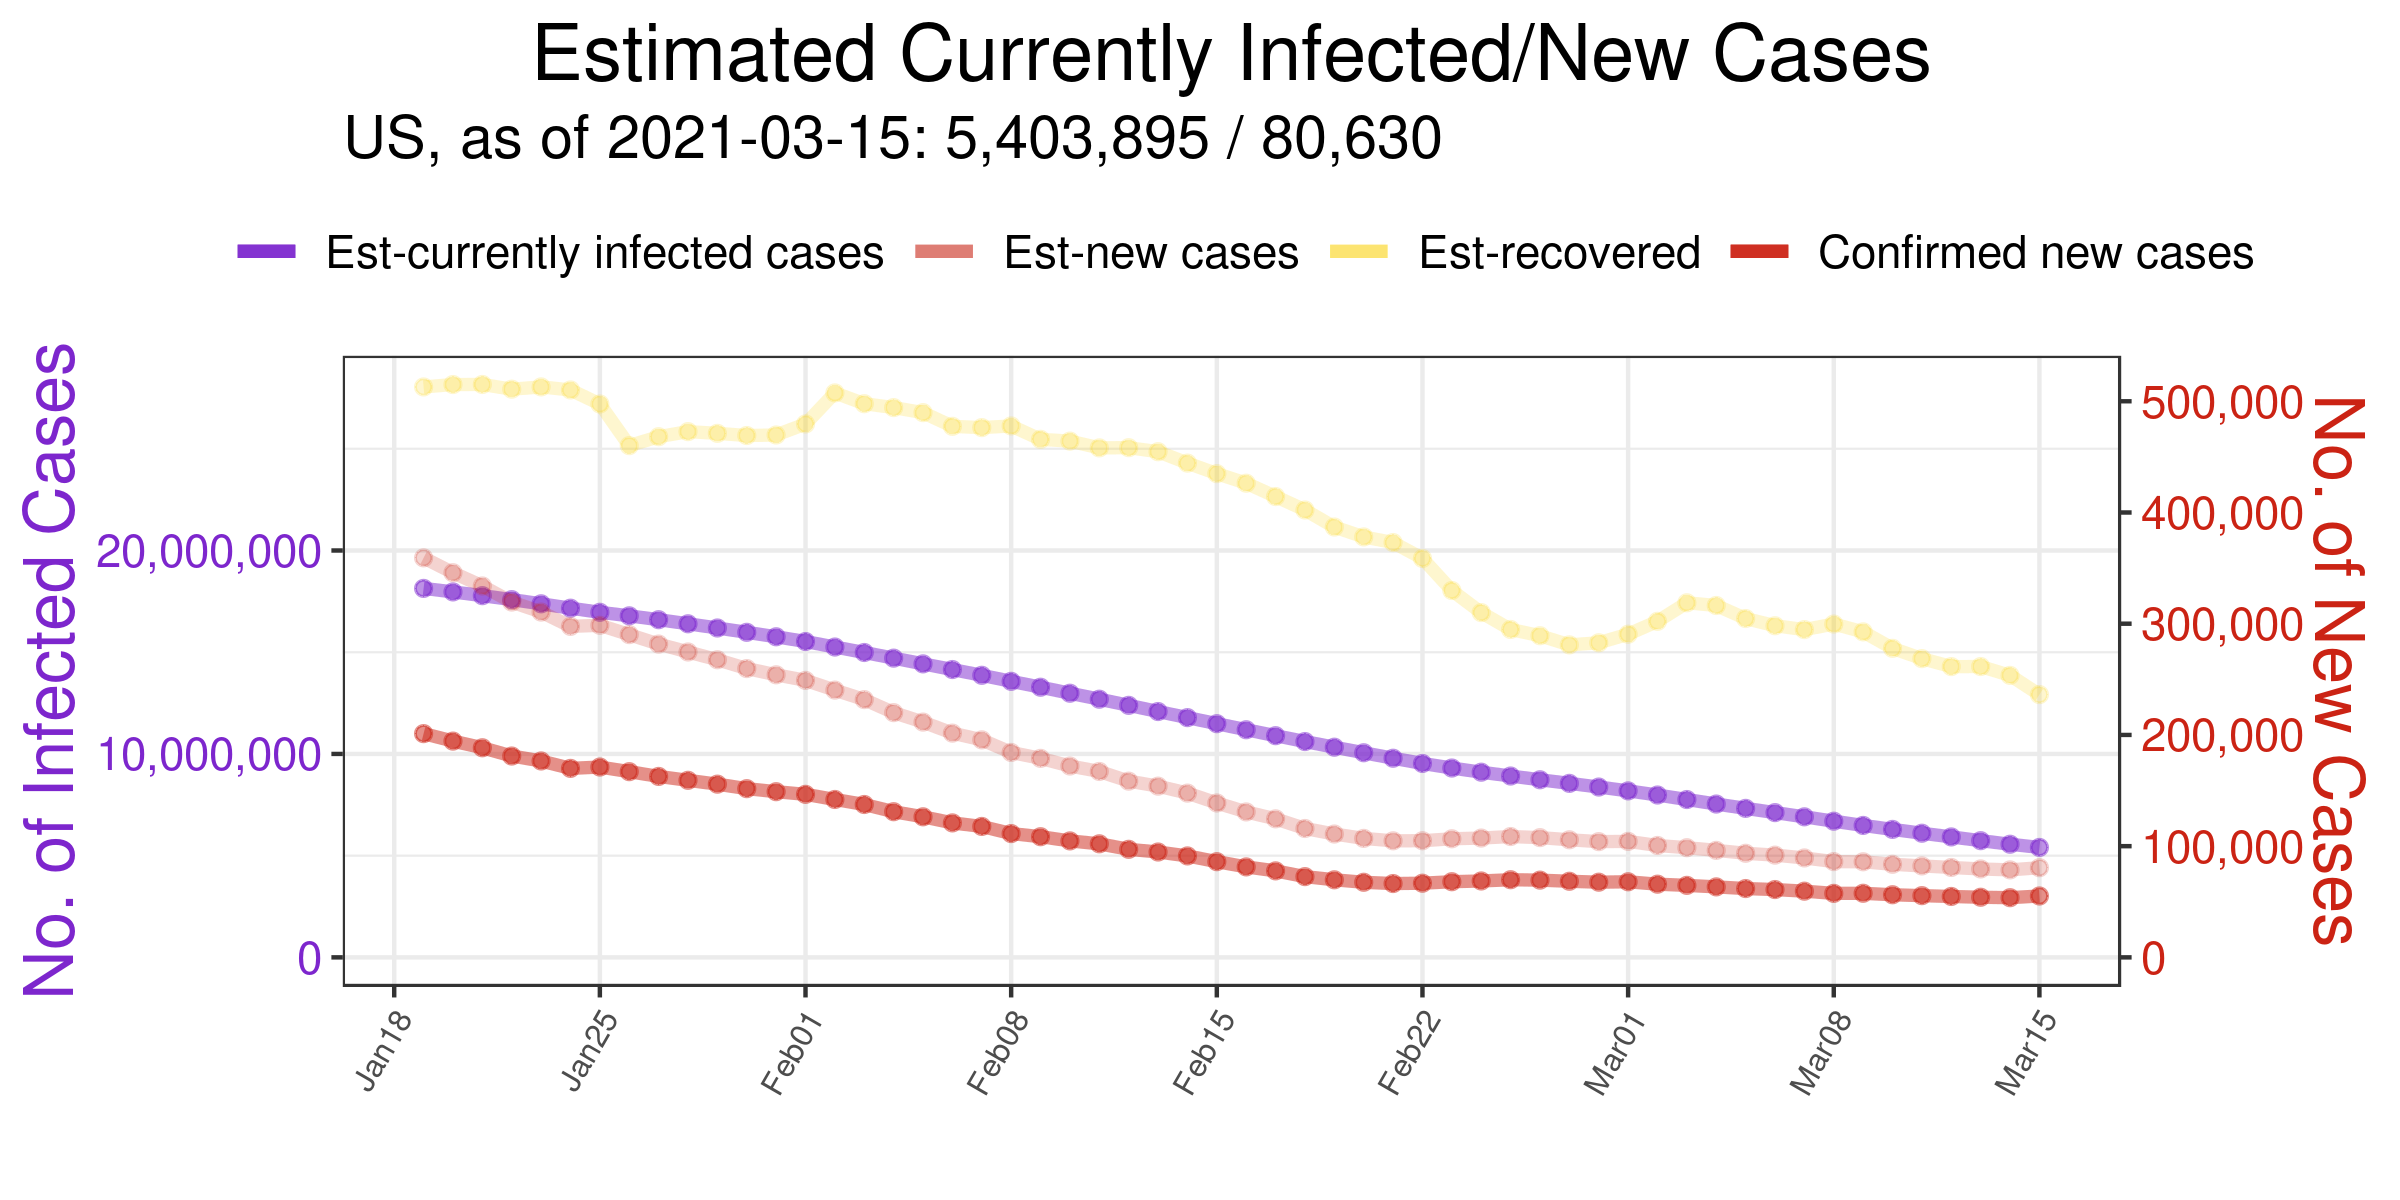 Estimated Currently Infected/New Cases
US, as of 2021-03-15: 5,403,895 / 80,630
Est-currently infected cases Est-new cases Est-recovered Confirmed new cases
No. of Infected Cases
20,000,000
10,000,000
0
500,000
400,000
300,000
200,000
100,000
0
No. of New Cases
Jan18 Jan25 Feb01 Feb08 Feb15 Feb22 Mar01 Mar08 Mar15